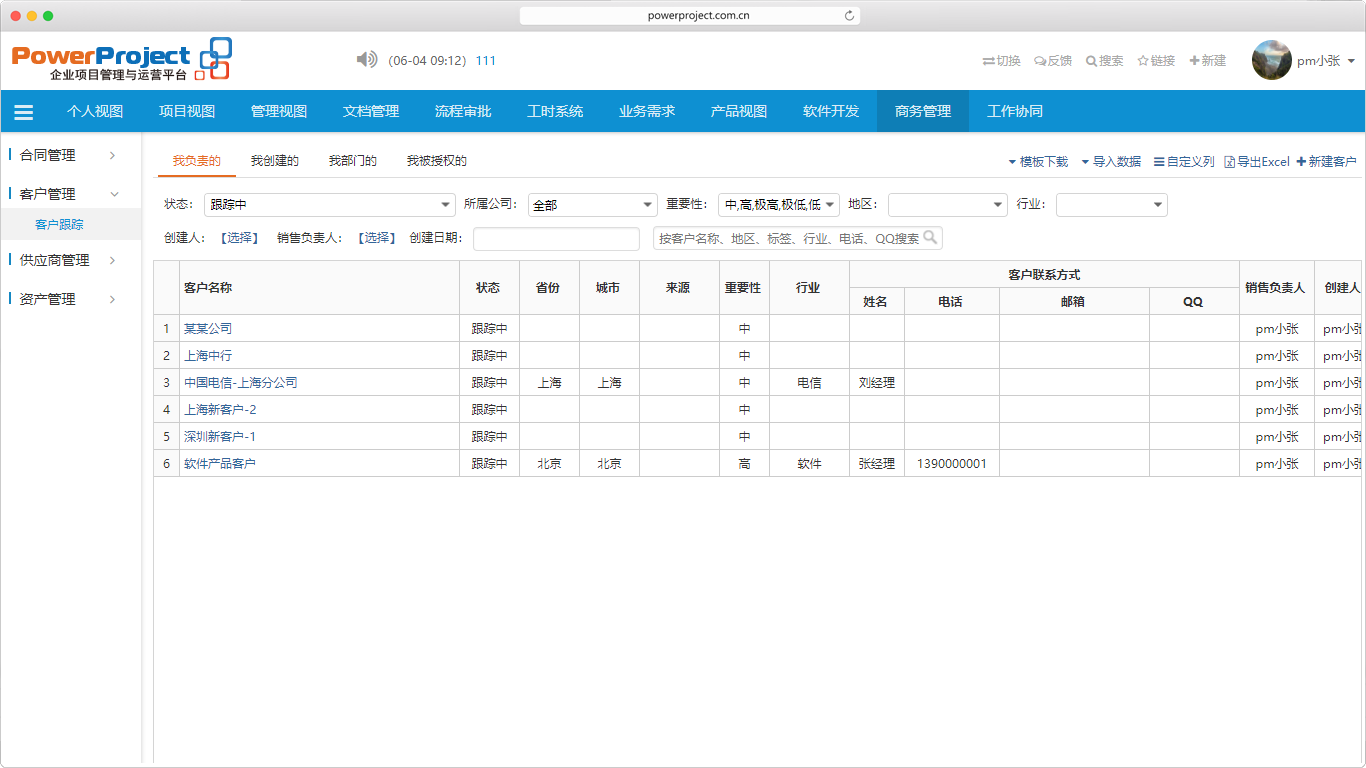 powerproject.com.cn
PowerProject
企业项目管理与运营平台
(06-04 09:12) 111
切换 反馈 搜索 链接 新建 pm小张
个人视图 项目视图 管理视图 文档管理 流程审批 工时系统 业务需求 产品视图 软件开发 商务管理 工作协同
合同管理
客户管理
客户跟踪
供应商管理
资产管理
我负责的 我创建的 我部门的 我被授权的
模板下载 导入数据 自定义列 导出Excel 新建客户
状态: 跟踪中 所属公司: 全部 重要性: 中,高,极高,极低,低 地区: 行业:
创建人: 【选择】 销售负责人: 【选择】 创建日期: 按客户名称、地区、标签、行业、电话、QQ搜索
客户名称 状态 省份 城市 来源 重要性 行业 客户联系方式 销售负责人 创建人
姓名 电话 邮箱 QQ
1 某某公司 跟踪中 中 pm小张 pm小张
2 上海中行 跟踪中 中 pm小张 pm小张
3 中国电信-上海分公司 跟踪中 上海 上海 中 电信 刘经理 pm小张 pm小张
4 上海新客户-2 跟踪中 中 pm小张 pm小张
5 深圳新客户-1 跟踪中 中 pm小张 pm小张
6 软件产品客户 跟踪中 北京 北京 高 软件 张经理 1390000001 pm小张 pm小张